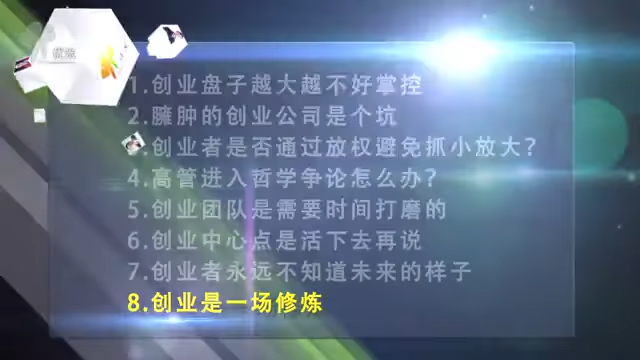 1.创业盘子越大越不好掌控
2.臃肿的创业公司是个坑
3.创业者是否通过放权避免抓小放大?
4.高管进入哲学争论怎么办?
5.创业团队是需要时间打磨的
6.创业中心点是活下去再说
7.创业者永远不知道未来的样子
8.创业是一场修炼